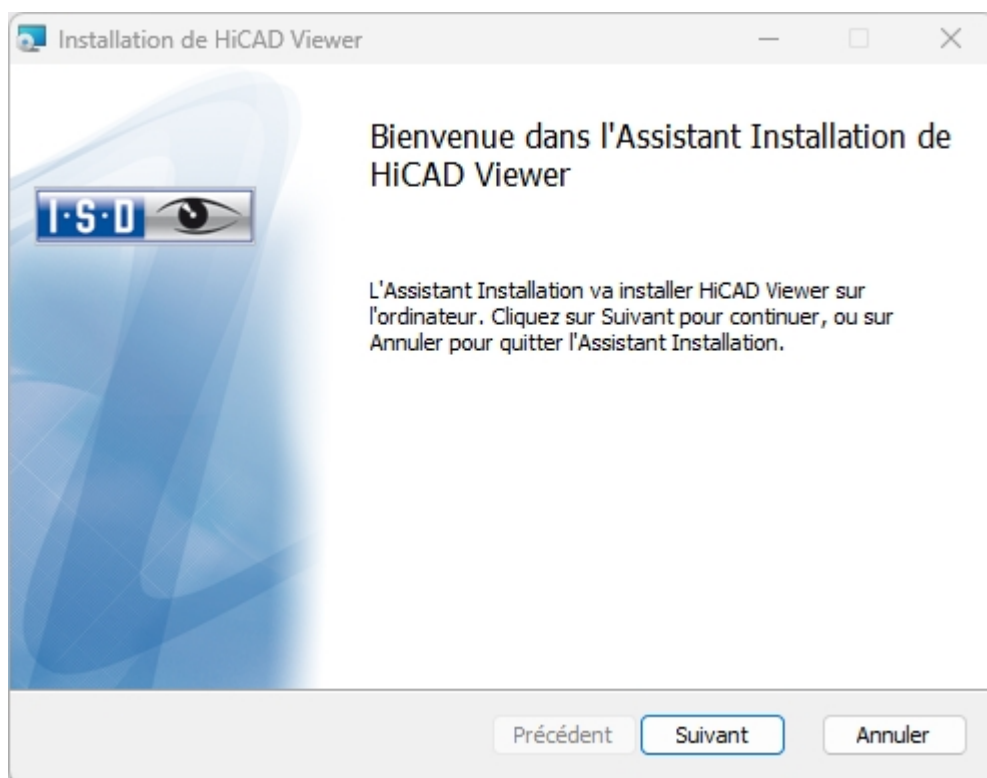 Installation de HiCAD Viewer
Bienvenue dans l'Assistant Installation de
HiCAD Viewer
I·S·D
L'Assistant Installation va installer HiCAD Viewer sur
l'ordinateur. Cliquez sur Suivant pour continuer, ou sur
Annuler pour quitter l'Assistant Installation.
Précédent
Suivant
Annuler